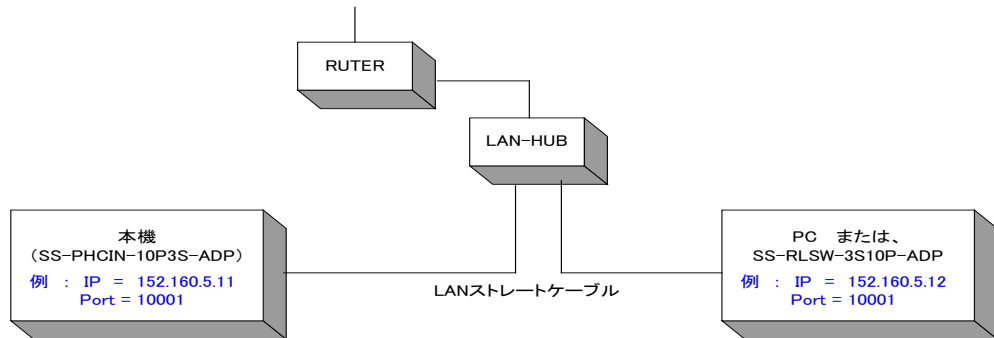 RUTER
LAN-HUB
本機
(SS-PHCIN-10P3S-ADP)
例 : IP = 152.160.5.11
Port = 10001
LANストレートケーブル
PC または、
SS-RLSW-3S10P-ADP
例 : IP = 152.160.5.12
Port = 10001